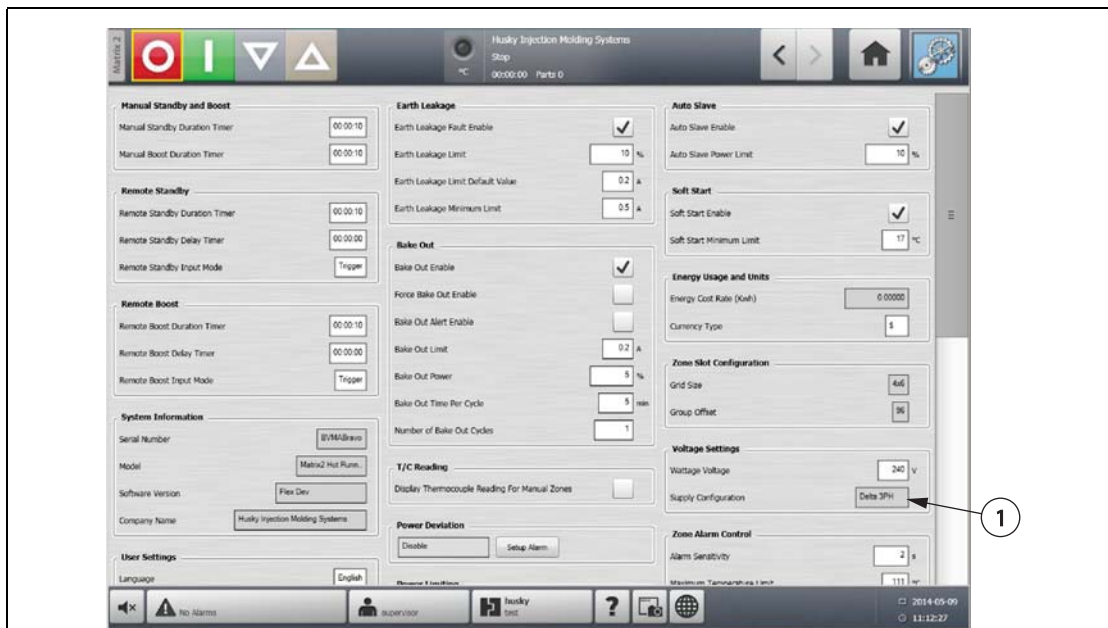 Matrix 2
Husky Injection Molding Systems
Stop
°C 00:00:00 Parts 0
Manual Standby and Boost
Manual Standby Duration Timer 00:00:10
Manual Boost Duration Timer 00:00:10
Remote Standby
Remote Standby Duration Timer 00:00:10
Remote Standby Delay Timer 00:00:00
Remote Standby Input Mode Trigger
Remote Boost
Remote Boost Duration Timer 00:00:10
Remote Boost Delay Timer 00:00:00
Remote Boost Input Mode Trigger
System Information
Serial Number BVMABravo
Model Matrix2 Hot Runn..
Software Version Flex Dev
Company Name Husky Injection Molding Systems
User Settings
Language English
Earth Leakage
Earth Leakage Fault Enable
Earth Leakage Limit 10 %
Earth Leakage Limit Default Value 0.2 A
Earth Leakage Minimum Limit 0.5 A
Bake Out
Bake Out Enable
Force Bake Out Enable
Bake Out Alert Enable
Bake Out Limit 0.2 A
Bake Out Power 5 %
Bake Out Time Per Cycle 5 min
Number of Bake Out Cycles 1
T/C Reading
Display Thermocouple Reading For Manual Zones
Power Deviation
Disable Setup Alarm
Power Limiting
Auto Slave
Auto Slave Enable
Auto Slave Power Limit 10 %
Soft Start
Soft Start Enable
Soft Start Minimum Limit 17 °C
Energy Usage and Units
Energy Cost Rate (Kwh) 0.00000
Currency Type $
Zone Slot Configuration
Grid Size 4x6
Group Offset 96
Voltage Settings
Wattage Voltage 240 V
Supply Configuration Delta 3PH
1
Zone Alarm Control
Alarm Sensitivity 2 s
Maximum Temperature Limit 111 °C
No Alarms
supervisor
husky
test
?
2014-05-09
11:12:27